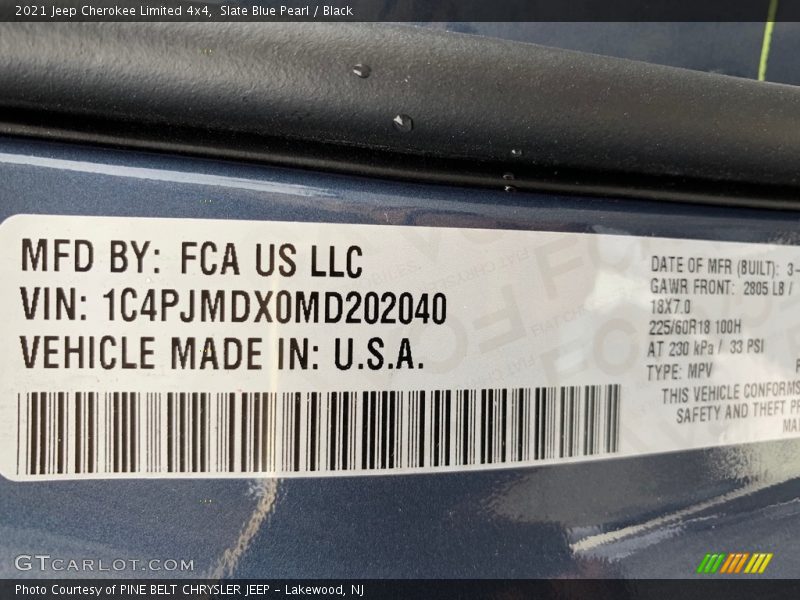 2021 Jeep Cherokee Limited 4x4, Slate Blue Pearl / Black
MFD BY: FCA US LLC
VIN: 1C4PJMDX0MD202040
VEHICLE MADE IN: U.S.A.
DATE OF MFR (BUILT): 3-
GAWR FRONT: 2805 LB /
18X7.0
225/60R18 100H
AT 230 kPa / 33 PSI
TYPE: MPV
THIS VEHICLE CONFORMS
SAFETY AND THEFT
GTCARLOT.COM
Photo Courtesy of PINE BELT CHRYSLER JEEP - Lakewood, NJ